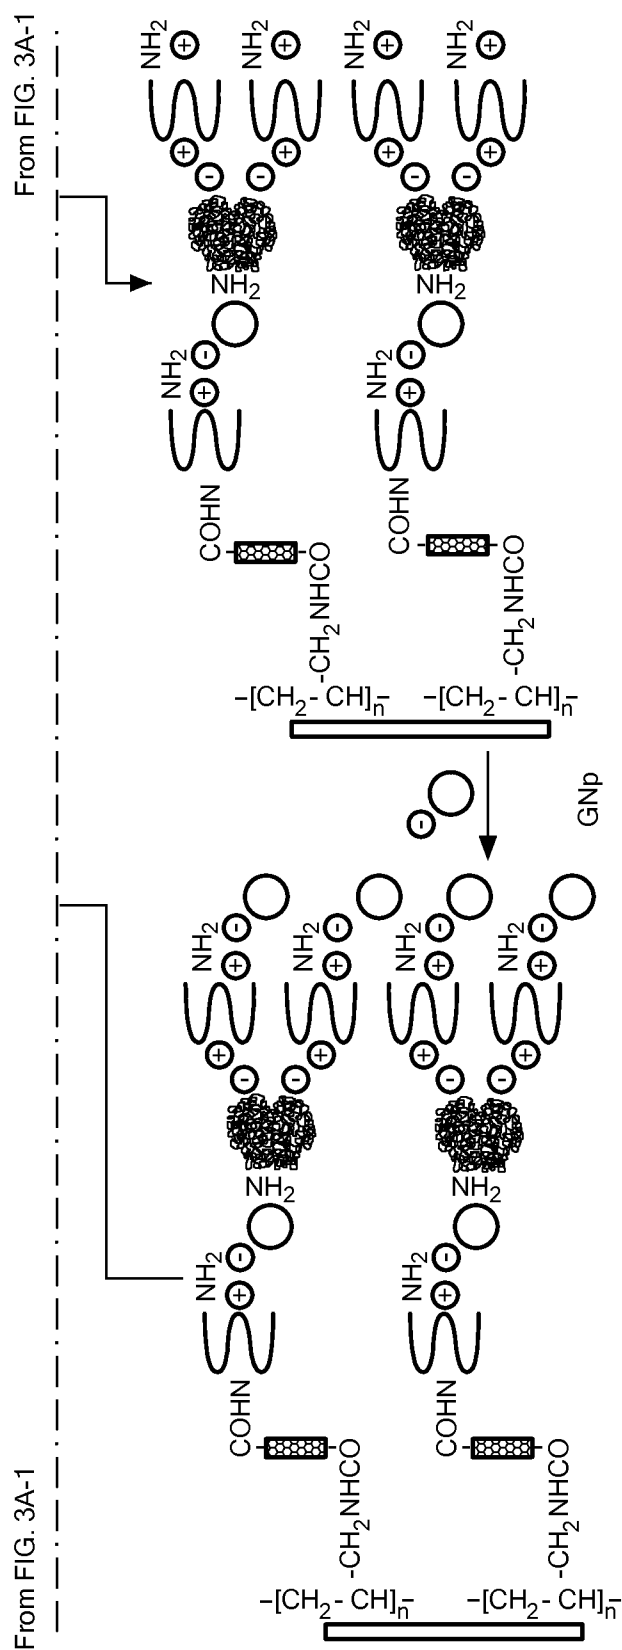 From FIG. 3A-1
NH2 NH2 NH2 NH2
+ + + +
+ + + +
- - - -
NH2 NH2
NH2 - NH2 -
+ +
COHN COHN
-CH2NHCO -CH2NHCO
-[CH2- CH]n- -[CH2- CH]n-
-
GNp
NH2 - NH2 - NH2 - NH2 -
+ + + +
+ + + +
- - - -
NH2 NH2
NH2 - NH2 -
+ +
COHN COHN
-CH2NHCO -CH2NHCO
-[CH2- CH]n- -[CH2- CH]n-
From FIG. 3A-1